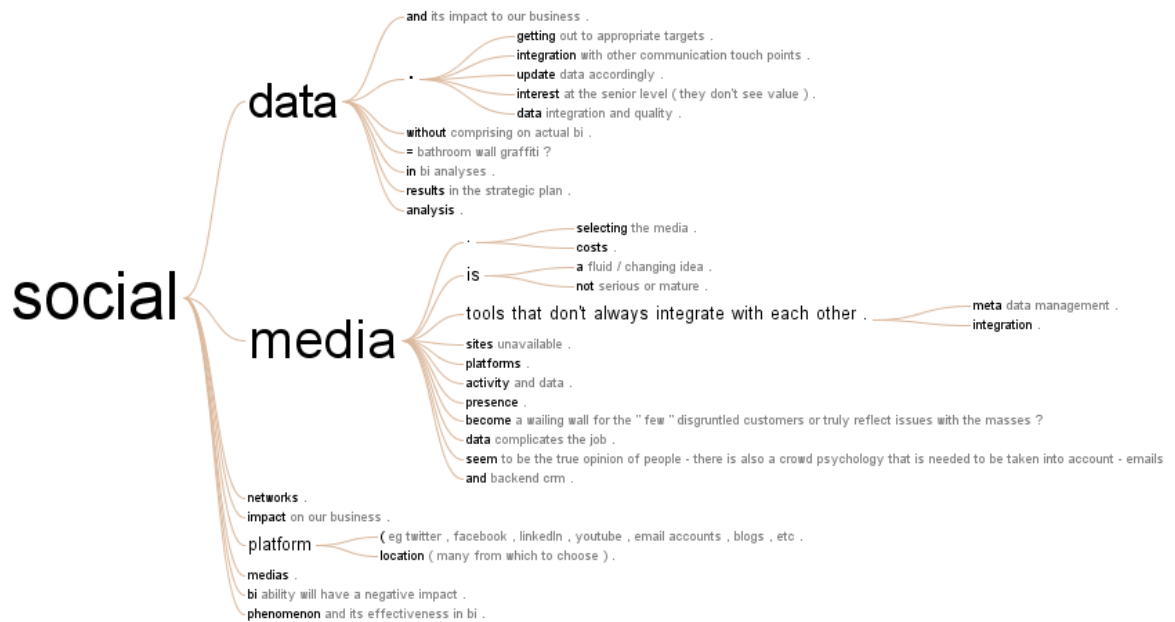 social
data
and its impact to our business .
.
getting out to appropriate targets .
integration with other communication touch points .
update data accordingly .
interest at the senior level ( they don't see value ) .
data integration and quality .
without comprising on actual bi .
= bathroom wall graffiti ?
in bi analyses .
results in the strategic plan .
analysis .
media
.
selecting the media .
costs .
is
a fluid / changing idea .
not serious or mature .
tools that don't always integrate with each other .
meta data management .
integration .
sites unavailable .
platforms .
activity and data .
presence .
become a wailing wall for the " few " disgruntled customers or truly reflect issues with the masses ?
data complicates the job .
seem to be the true opinion of people - there is also a crowd psychology that is needed to be taken into account - emails
and backend crm .
networks .
impact on our business .
platform
( eg twitter , facebook , linkedln , youtube , email accounts , blogs , etc .
location ( many from which to choose ) .
medias .
bi ability will have a negative impact .
phenomenon and its effectiveness in bi .